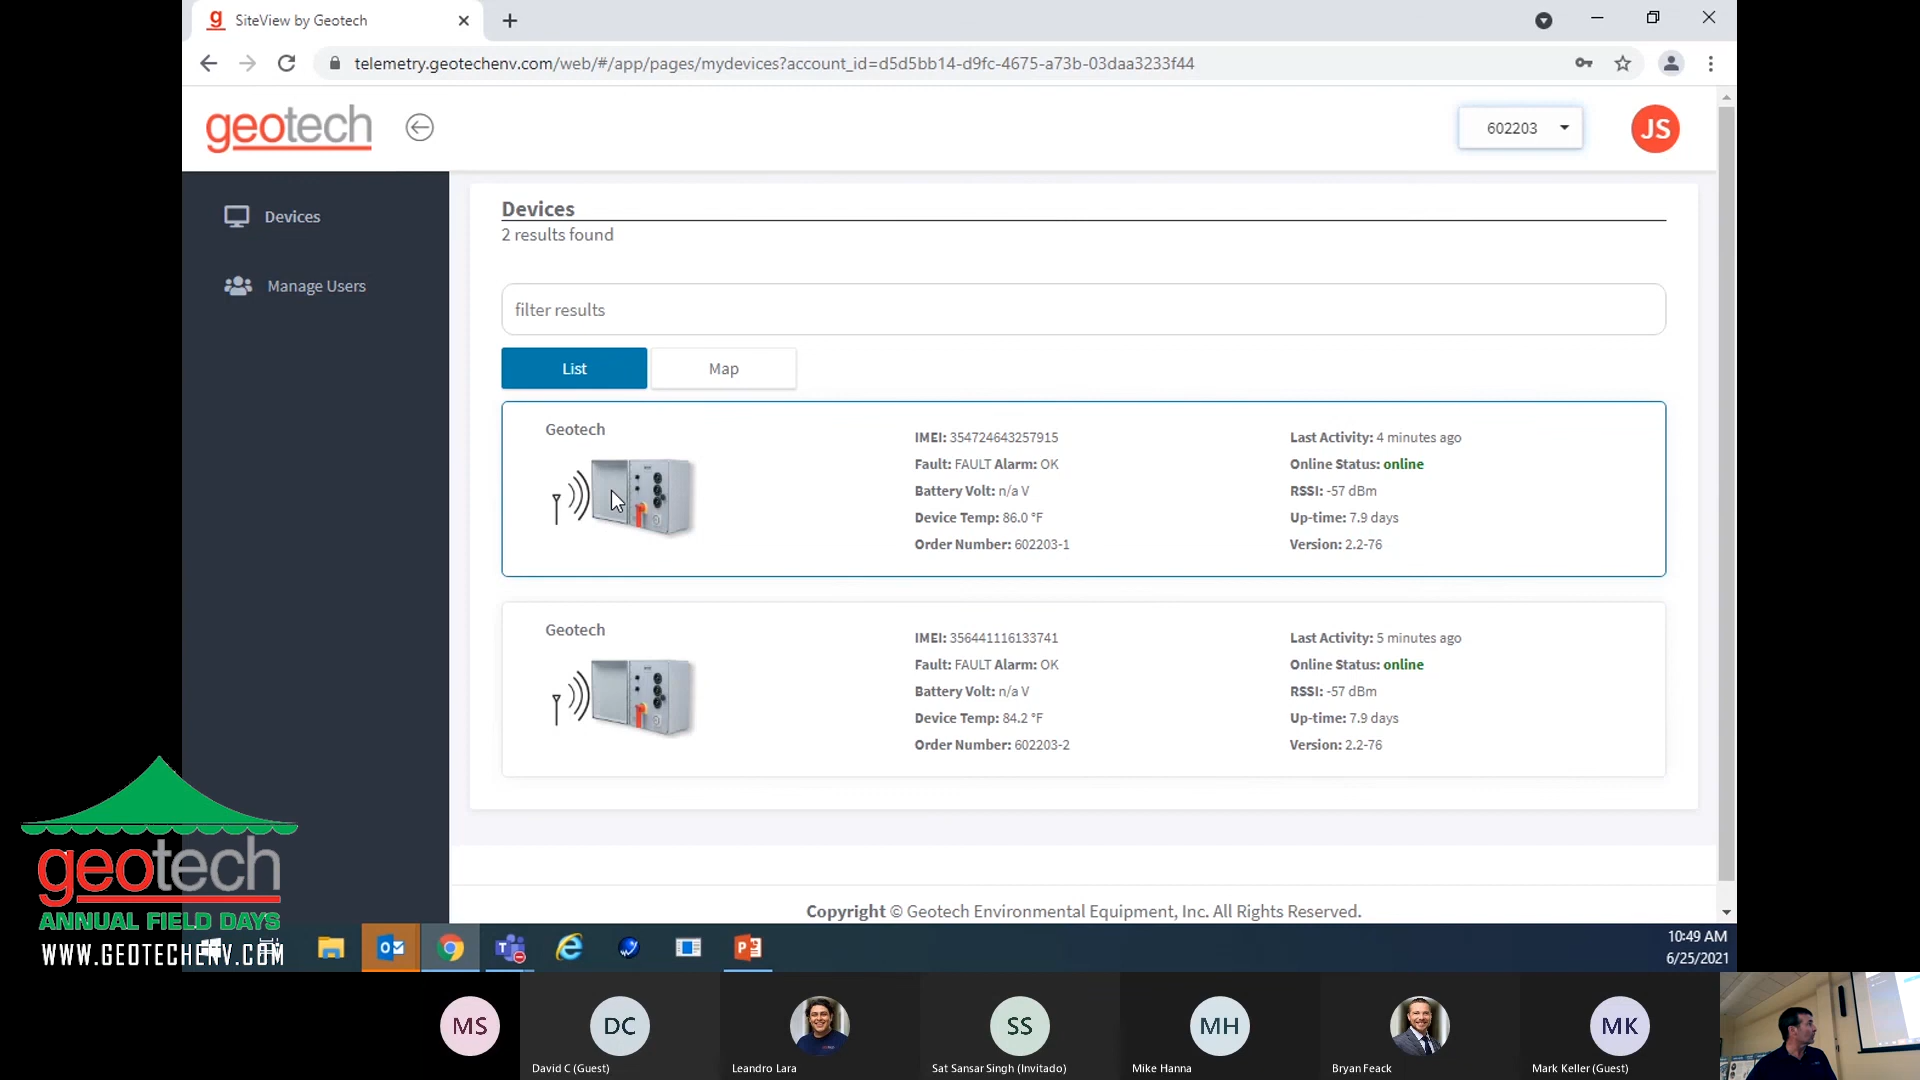 SiteView by Geotech
telemetry.geotechenv.com/web/#/app/pages/mydevices?account_id=d5d5bb14-d9fc-4675-a73b-03daa3233f44
geotech
602203
JS
Devices
Manage Users
Devices
2 results found
filter results
List
Map
Geotech
IMEI: 354724643257915
Fault: FAULT Alarm: OK
Battery Volt: n/a V
Device Temp: 86.0 °F
Order Number: 602203-1
Last Activity: 4 minutes ago
Online Status: online
RSSI: -57 dBm
Up-time: 7.9 days
Version: 2.2-76
Geotech
IMEI: 356441116133741
Fault: FAULT Alarm: OK
Battery Volt: n/a V
Device Temp: 84.2 °F
Order Number: 602203-2
Last Activity: 5 minutes ago
Online Status: online
RSSI: -57 dBm
Up-time: 7.9 days
Version: 2.2-76
Copyright © Geotech Environmental Equipment, Inc. All Rights Reserved.
geotech
ANNUAL FIELD DAYS
WWW.GEOTECHENV.COM
10:49 AM
6/25/2021
MS
DC
SS
MH
MK
David C (Guest)
Leandro Lara
Sat Sansar Singh (Invitado)
Mike Hanna
Bryan Feack
Mark Keller (Guest)